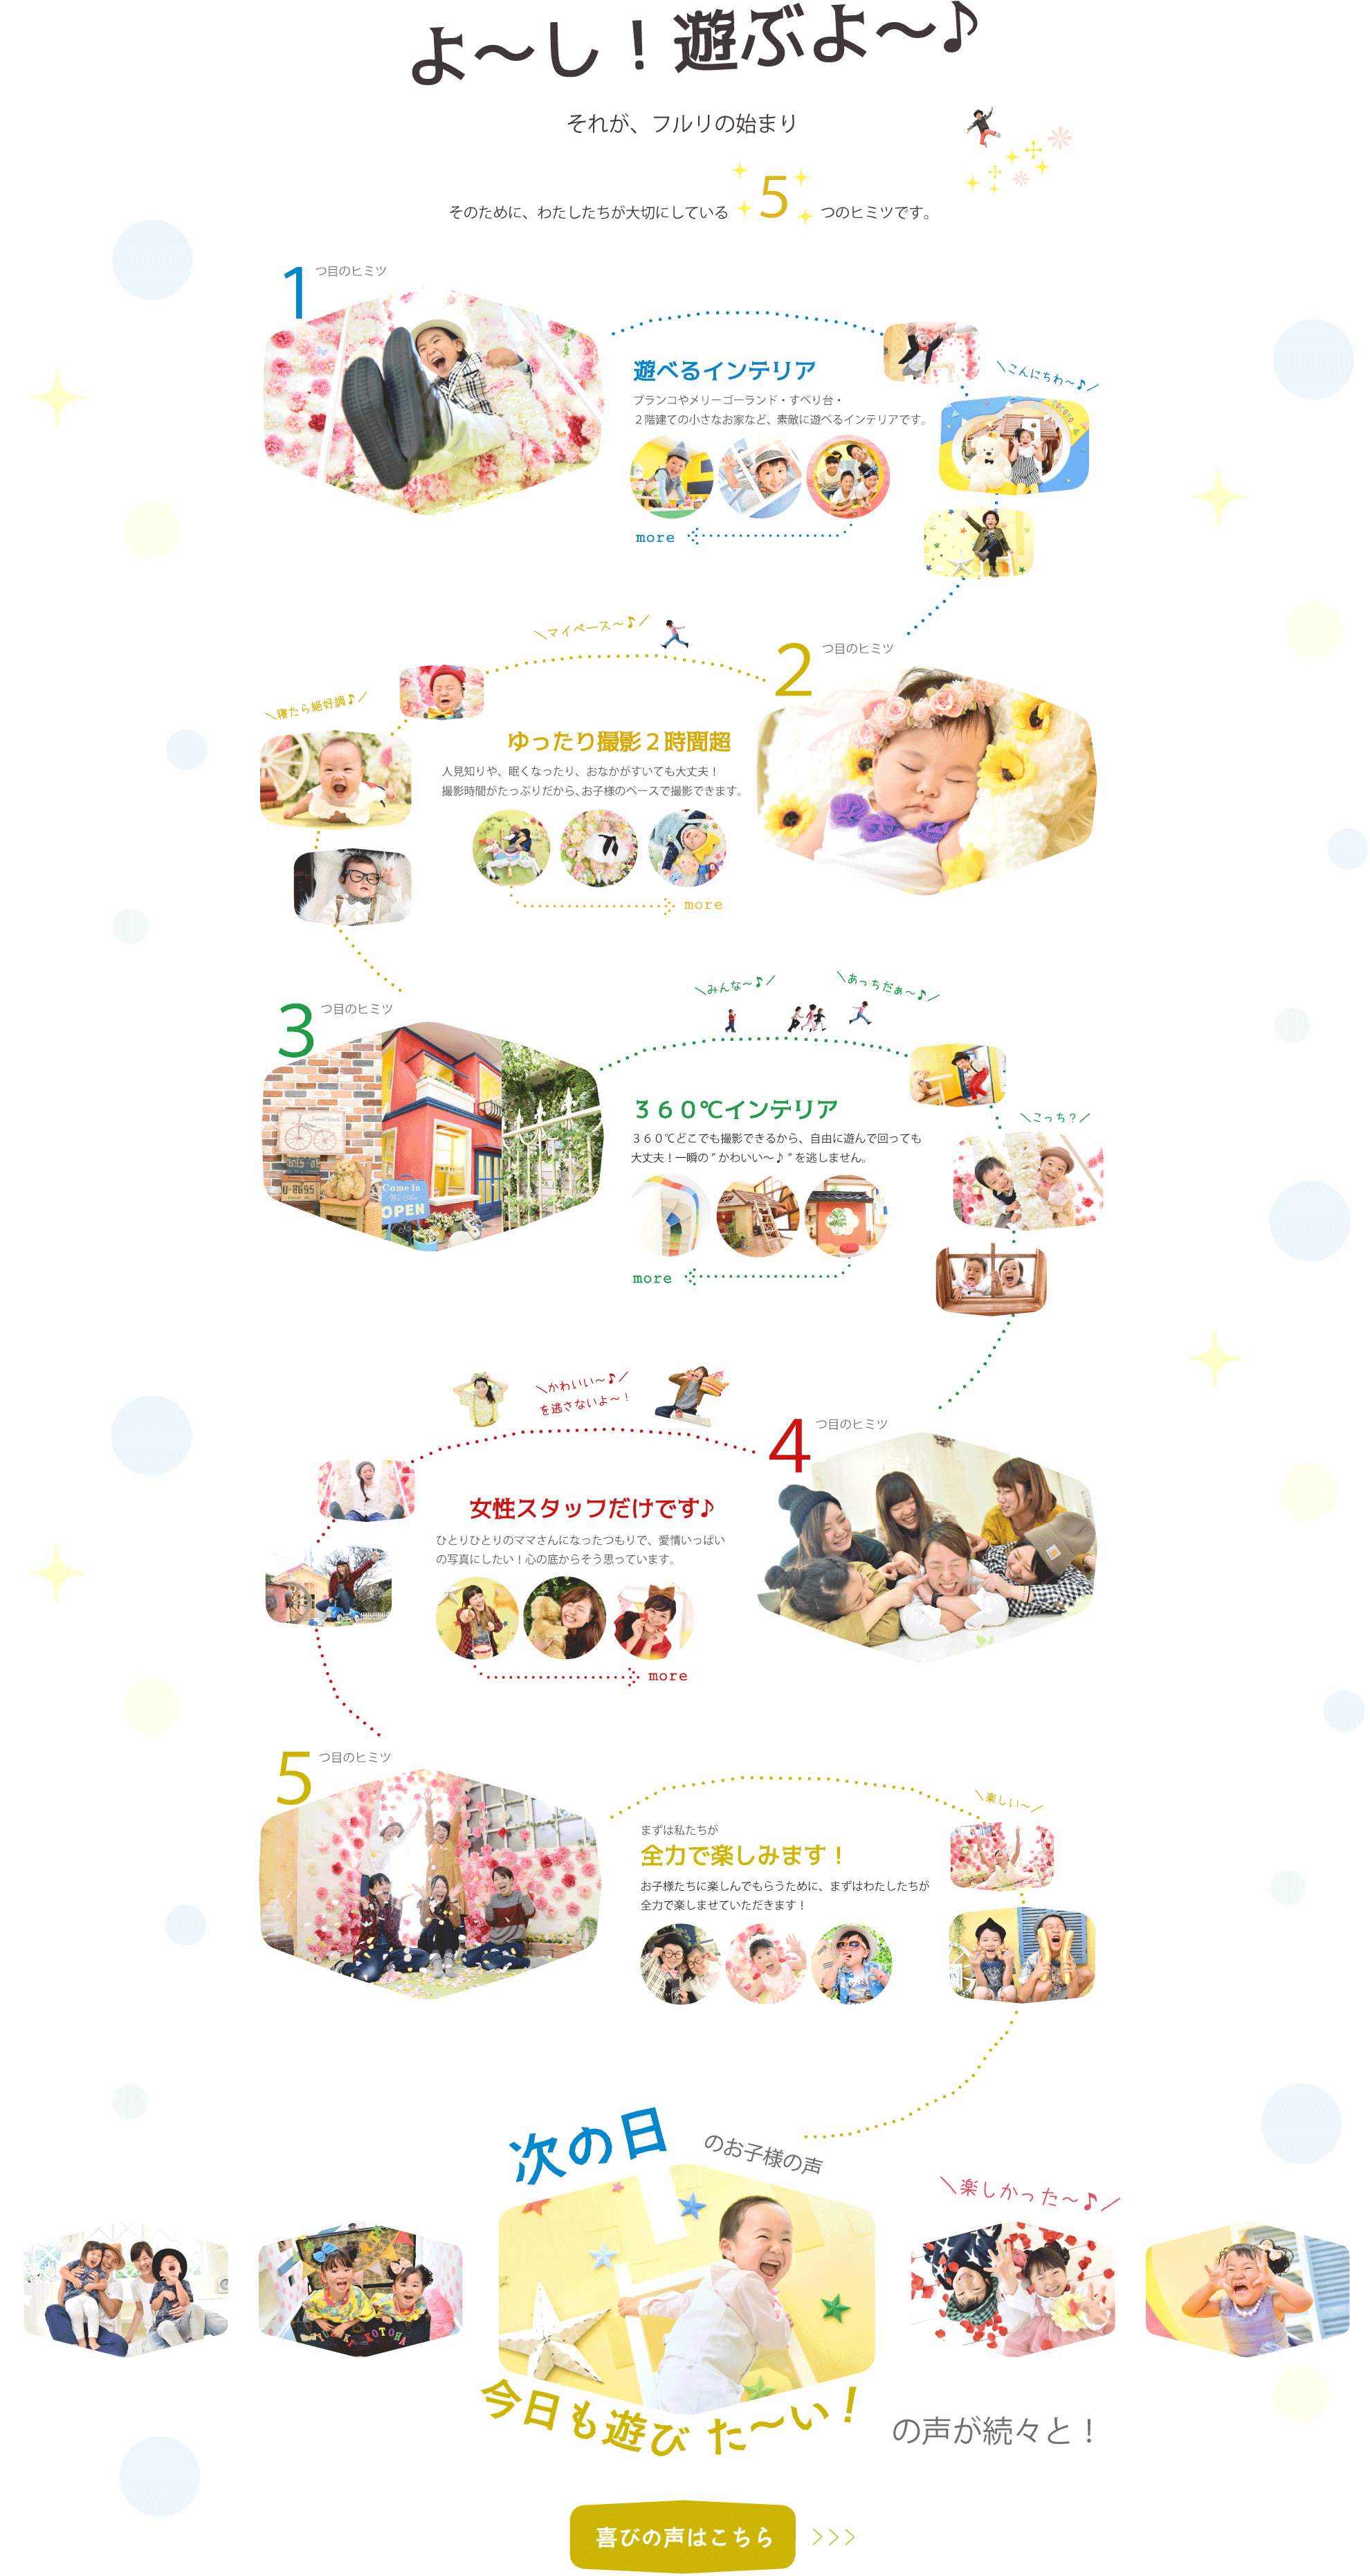 よ～し！遊ぶよ～♪
それが、フルリの始まり
そのために、わたしたちが大切にしている 5 つのヒミツです。
1 つ目のヒミツ
遊べるインテリア
ブランコやメリーゴーランド・すべり台・
２階建ての小さなお家など、素敵に遊べるインテリアです。
＼こんにちわ～♪／
more
＼マイペース～♪／
2 つ目のヒミツ
＼寝たら絶好調♪／
ゆったり撮影２時間超
人見知りや、眠くなったり、おなかがすいても大丈夫！
撮影時間がたっぷりだから、お子様のペースで撮影できます。
more
＼みんな～♪／
＼あっちだぁ～♪／
3 つ目のヒミツ
３６０℃インテリア
３６０℃どこでも撮影できるから、自由に遊んで回っても
大丈夫！一瞬の”かわいい～♪”を逃しません。
＼こっち？／
Come In
We Are
OPEN
more
＼かわいい～♪／
を逃さないよ～！
4 つ目のヒミツ
女性スタッフだけです♪
ひとりひとりのママさんになったつもりで、愛情いっぱい
の写真にしたい！心の底からそう思っています。
more
5 つ目のヒミツ
＼楽しい～／
まずは私たちが
全力で楽しみます！
お子様たちに楽しんでもらうために、まずはわたしたちが
全力で楽しませていただきます！
次の日 のお子様の声
＼楽しかった～♪／
KOTOHA
今日も遊びた～い！
の声が続々と！
喜びの声はこちら >>>